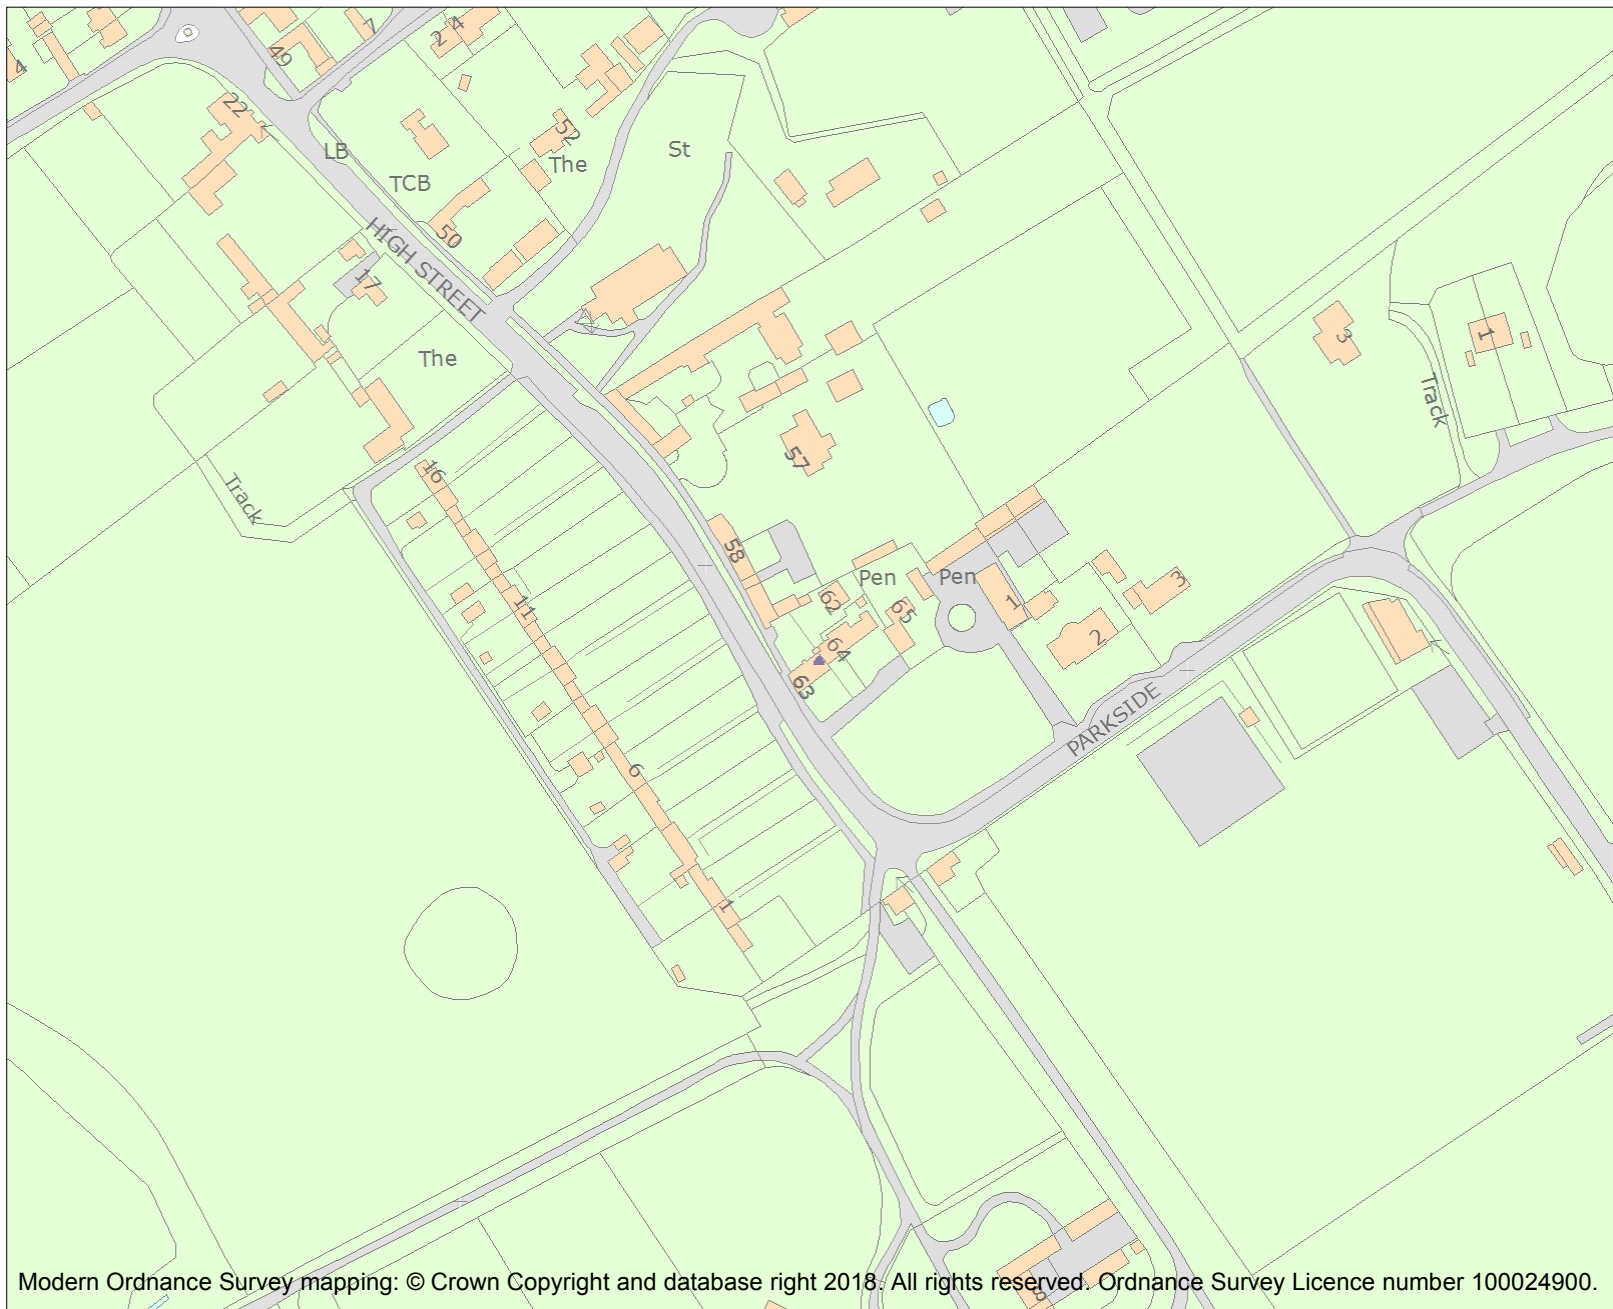 4
49
7
2
4
22
LB
52
The
St
TCB
50
HIGH STREET
17
The
3
1
Track
57
16
Track
58
Pen
Pen
11
62
65
1
3
64
2
63
PARKSIDE
6
1
8
Modern Ordnance Survey mapping: © Crown Copyright and database right 2018. All rights reserved. Ordnance Survey Licence number 100024900.